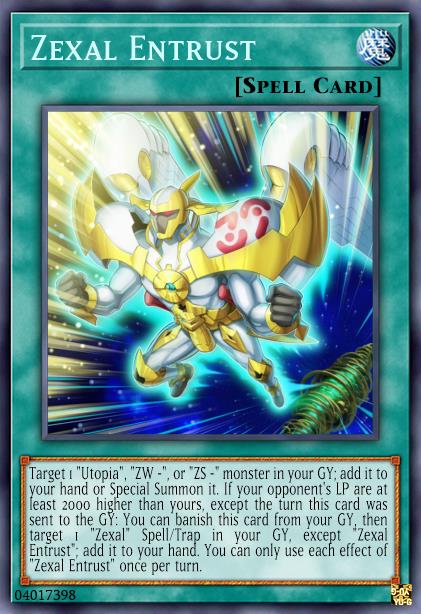 Zexal Entrust
[Spell Card]
Target 1 "Utopia", "ZW -", or "ZS -" monster in your GY; add it to
your hand or Special Summon it. If your opponent's LP are at
least 2000 higher than yours, except the turn this card was
sent to the GY: You can banish this card from your GY, then
target 1 "Zexal" Spell/Trap in your GY, except "Zexal
Entrust"; add it to your hand. You can only use each effect of
"Zexal Entrust" once per turn.
04017398